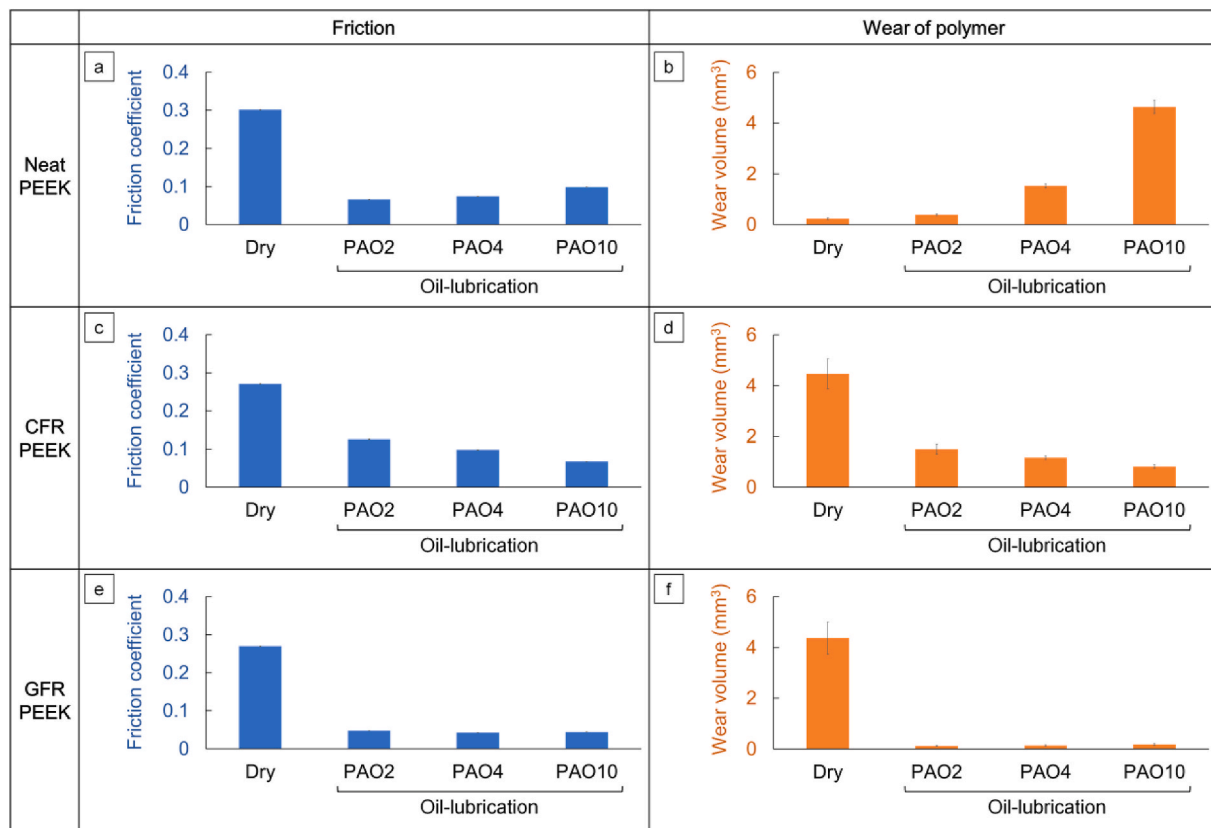 Friction
Wear of polymer
Neat
PEEK
a
Friction coefficient
0.4
0.3
0.2
0.1
0
Dry
PAO2
PAO4
PAO10
Oil-lubrication
b
Wear volume (mm³)
6
4
2
0
Dry
PAO2
PAO4
PAO10
Oil-lubrication
CFR
PEEK
c
Friction coefficient
0.4
0.3
0.2
0.1
0
Dry
PAO2
PAO4
PAO10
Oil-lubrication
d
Wear volume (mm³)
6
4
2
0
Dry
PAO2
PAO4
PAO10
Oil-lubrication
GFR
PEEK
e
Friction coefficient
0.4
0.3
0.2
0.1
0
Dry
PAO2
PAO4
PAO10
Oil-lubrication
f
Wear volume (mm³)
6
4
2
0
Dry
PAO2
PAO4
PAO10
Oil-lubrication